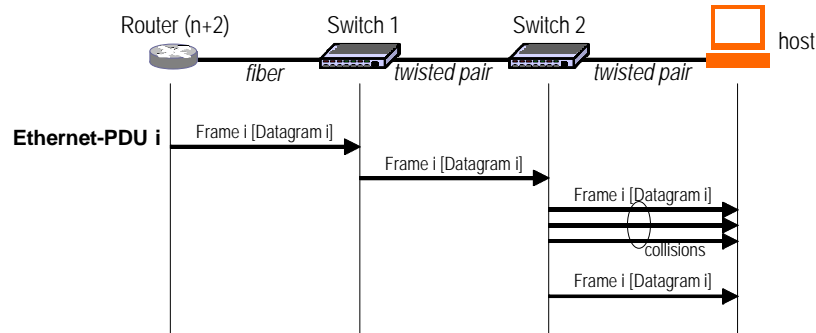 Router (n+2)
Switch 1
Switch 2
host
fiber
twisted pair
twisted pair
Ethernet-PDU i
Frame i [Datagram i]
Frame i [Datagram i]
Frame i [Datagram i]
collisions
Frame i [Datagram i]